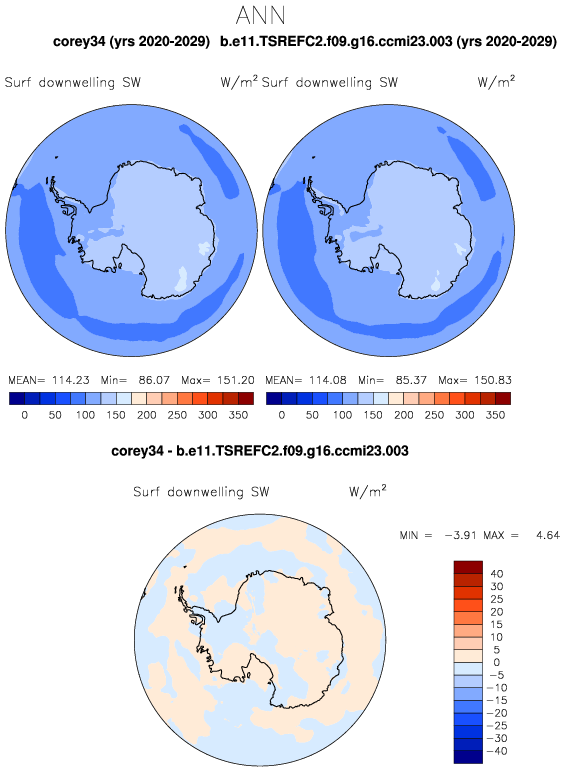 ANN
corey34 (yrs 2020-2029) b.e11.TSREFC2.f09.g16.ccmi23.003 (yrs 2020-2029)
Surf downwelling SW W/m² Surf downwelling SW W/m²
MEAN= 114.23 Min= 86.07 Max= 151.20 MEAN= 114.08 Min= 85.37 Max= 150.83
0 50 100 150 200 250 300 350 0 50 100 150 200 250 300 350
corey34 - b.e11.TSREFC2.f09.g16.ccmi23.003
Surf downwelling SW W/m²
MIN = -3.91 MAX = 4.64
40
30
25
20
15
10
5
0
-5
-10
-15
-20
-25
-30
-40